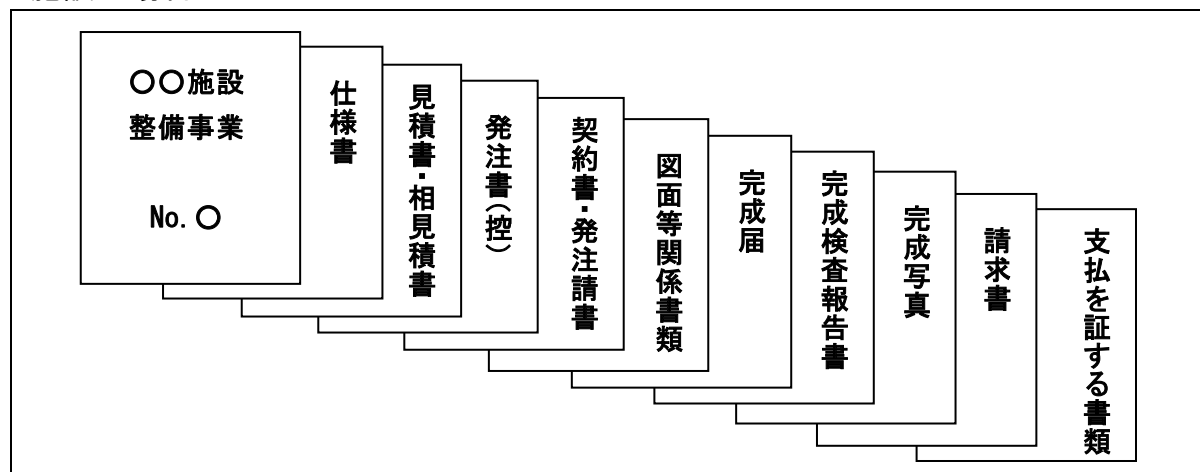 〇〇施設
整備事業
No. 〇
仕様書
見積書・相見積書
発注書(控)
契約書・発注請書
図面等関係書類
完成届
完成検査報告書
完成写真
請求書
支払を証する書類